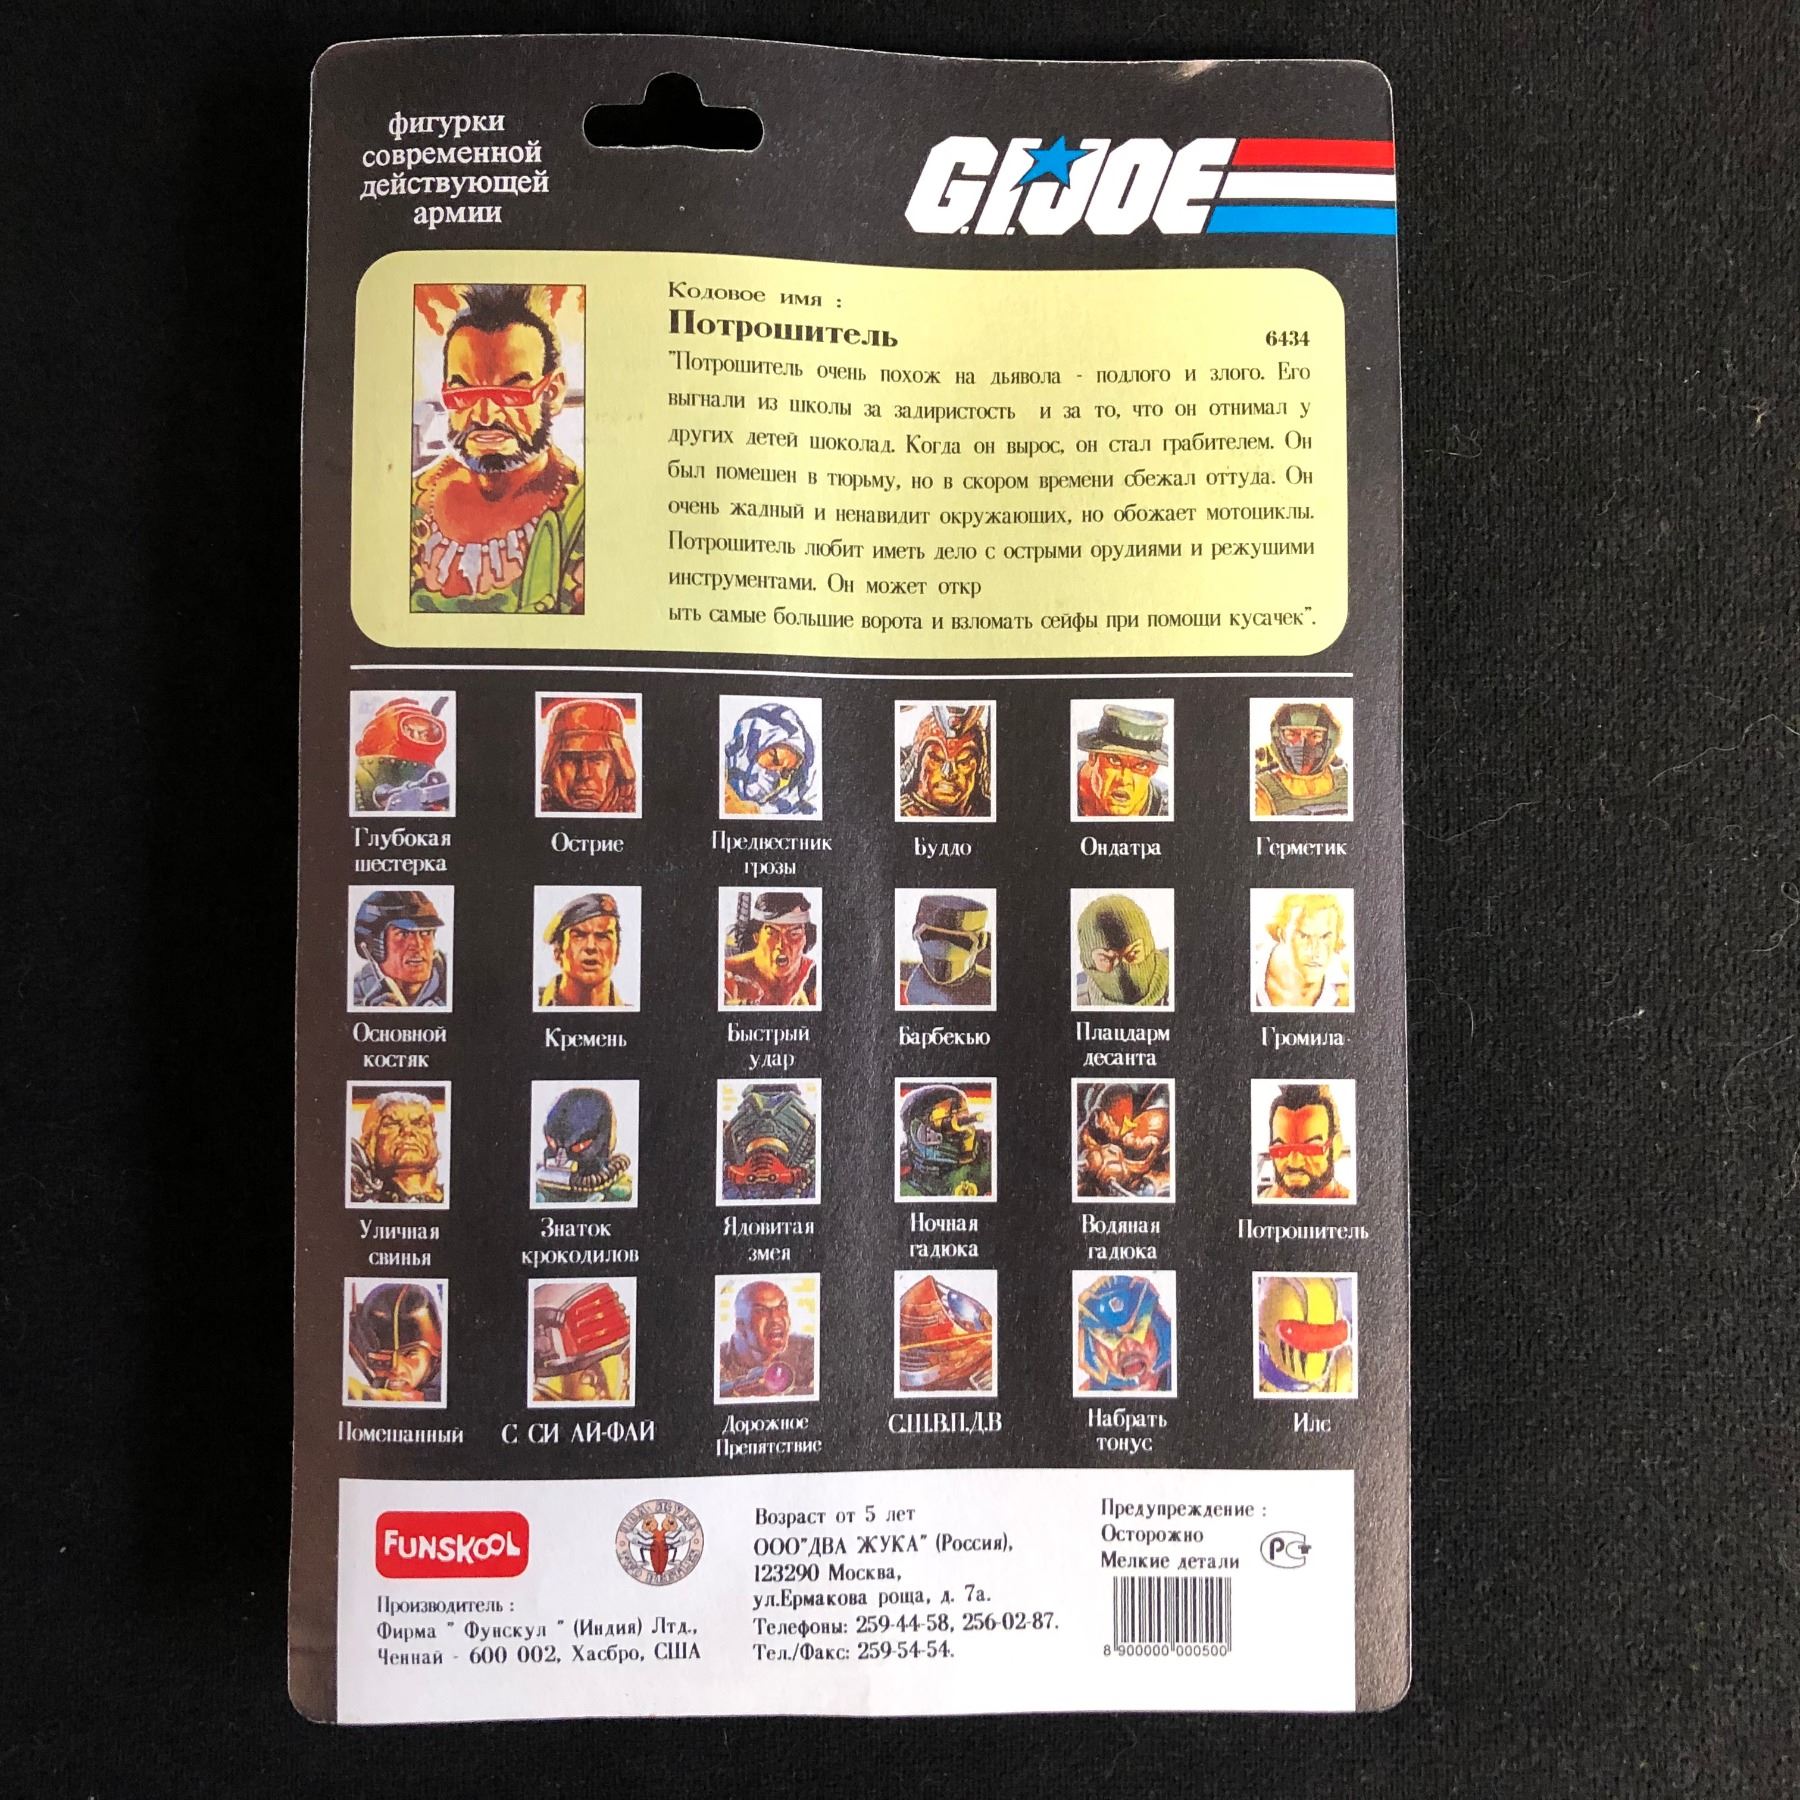 фигурки
современной
действующей
армии
G.I.JOE
Кодовое имя :
Потрошитель
6434
"Потрошитель очень похож на дьявола - подлого и злого. Его
выгнали из школы за задиристость и за то, что он отнимал у
других детей шоколад. Когда он вырос, он стал грабителем. Он
был помешен в тюрьму, но в скором времени сбежал оттуда. Он
очень жадный и ненавидит окружаюших, но обожает мотоциклы.
Потрошитель любит иметь дело с острыми орудиями и режушими
инструментами. Он может откр
ыть самые большие ворота и взломать сейфы при помощи кусачек".
Глубокая
шестерка
Острие
Предвестник
грозы
Будло
Ондатра
Герметик
Основной
костяк
Кремень
Быстрый
удар
Барбекью
Плацдарм
десанта
Громила
Уличная
свинья
Знаток
крокодилов
Ядовитая
змея
Ночная
гадюка
Водяная
гадюка
Потрошитель
Помешанный
С СИ АЙ-ФАЙ
Дорожное
Препятствие
С.Ш.В.П.Д.В
Набрать
тонус
Илс
FUNSKOOL
Производитель :
Фирма " Фунскул " (Индия) Лтд.,
Ченнай - 600 002, Хасбро, США
Возраст от 5 лет
ООО"ДВА ЖУКА" (Россия),
123290 Москва,
ул.Ермакова роща, д. 7а.
Телефоны: 259-44-58, 256-02-87.
Тел./Факс: 259-54-54.
Предупреждение :
Осторожно
Мелкие детали
РСТ
8 900000 000500